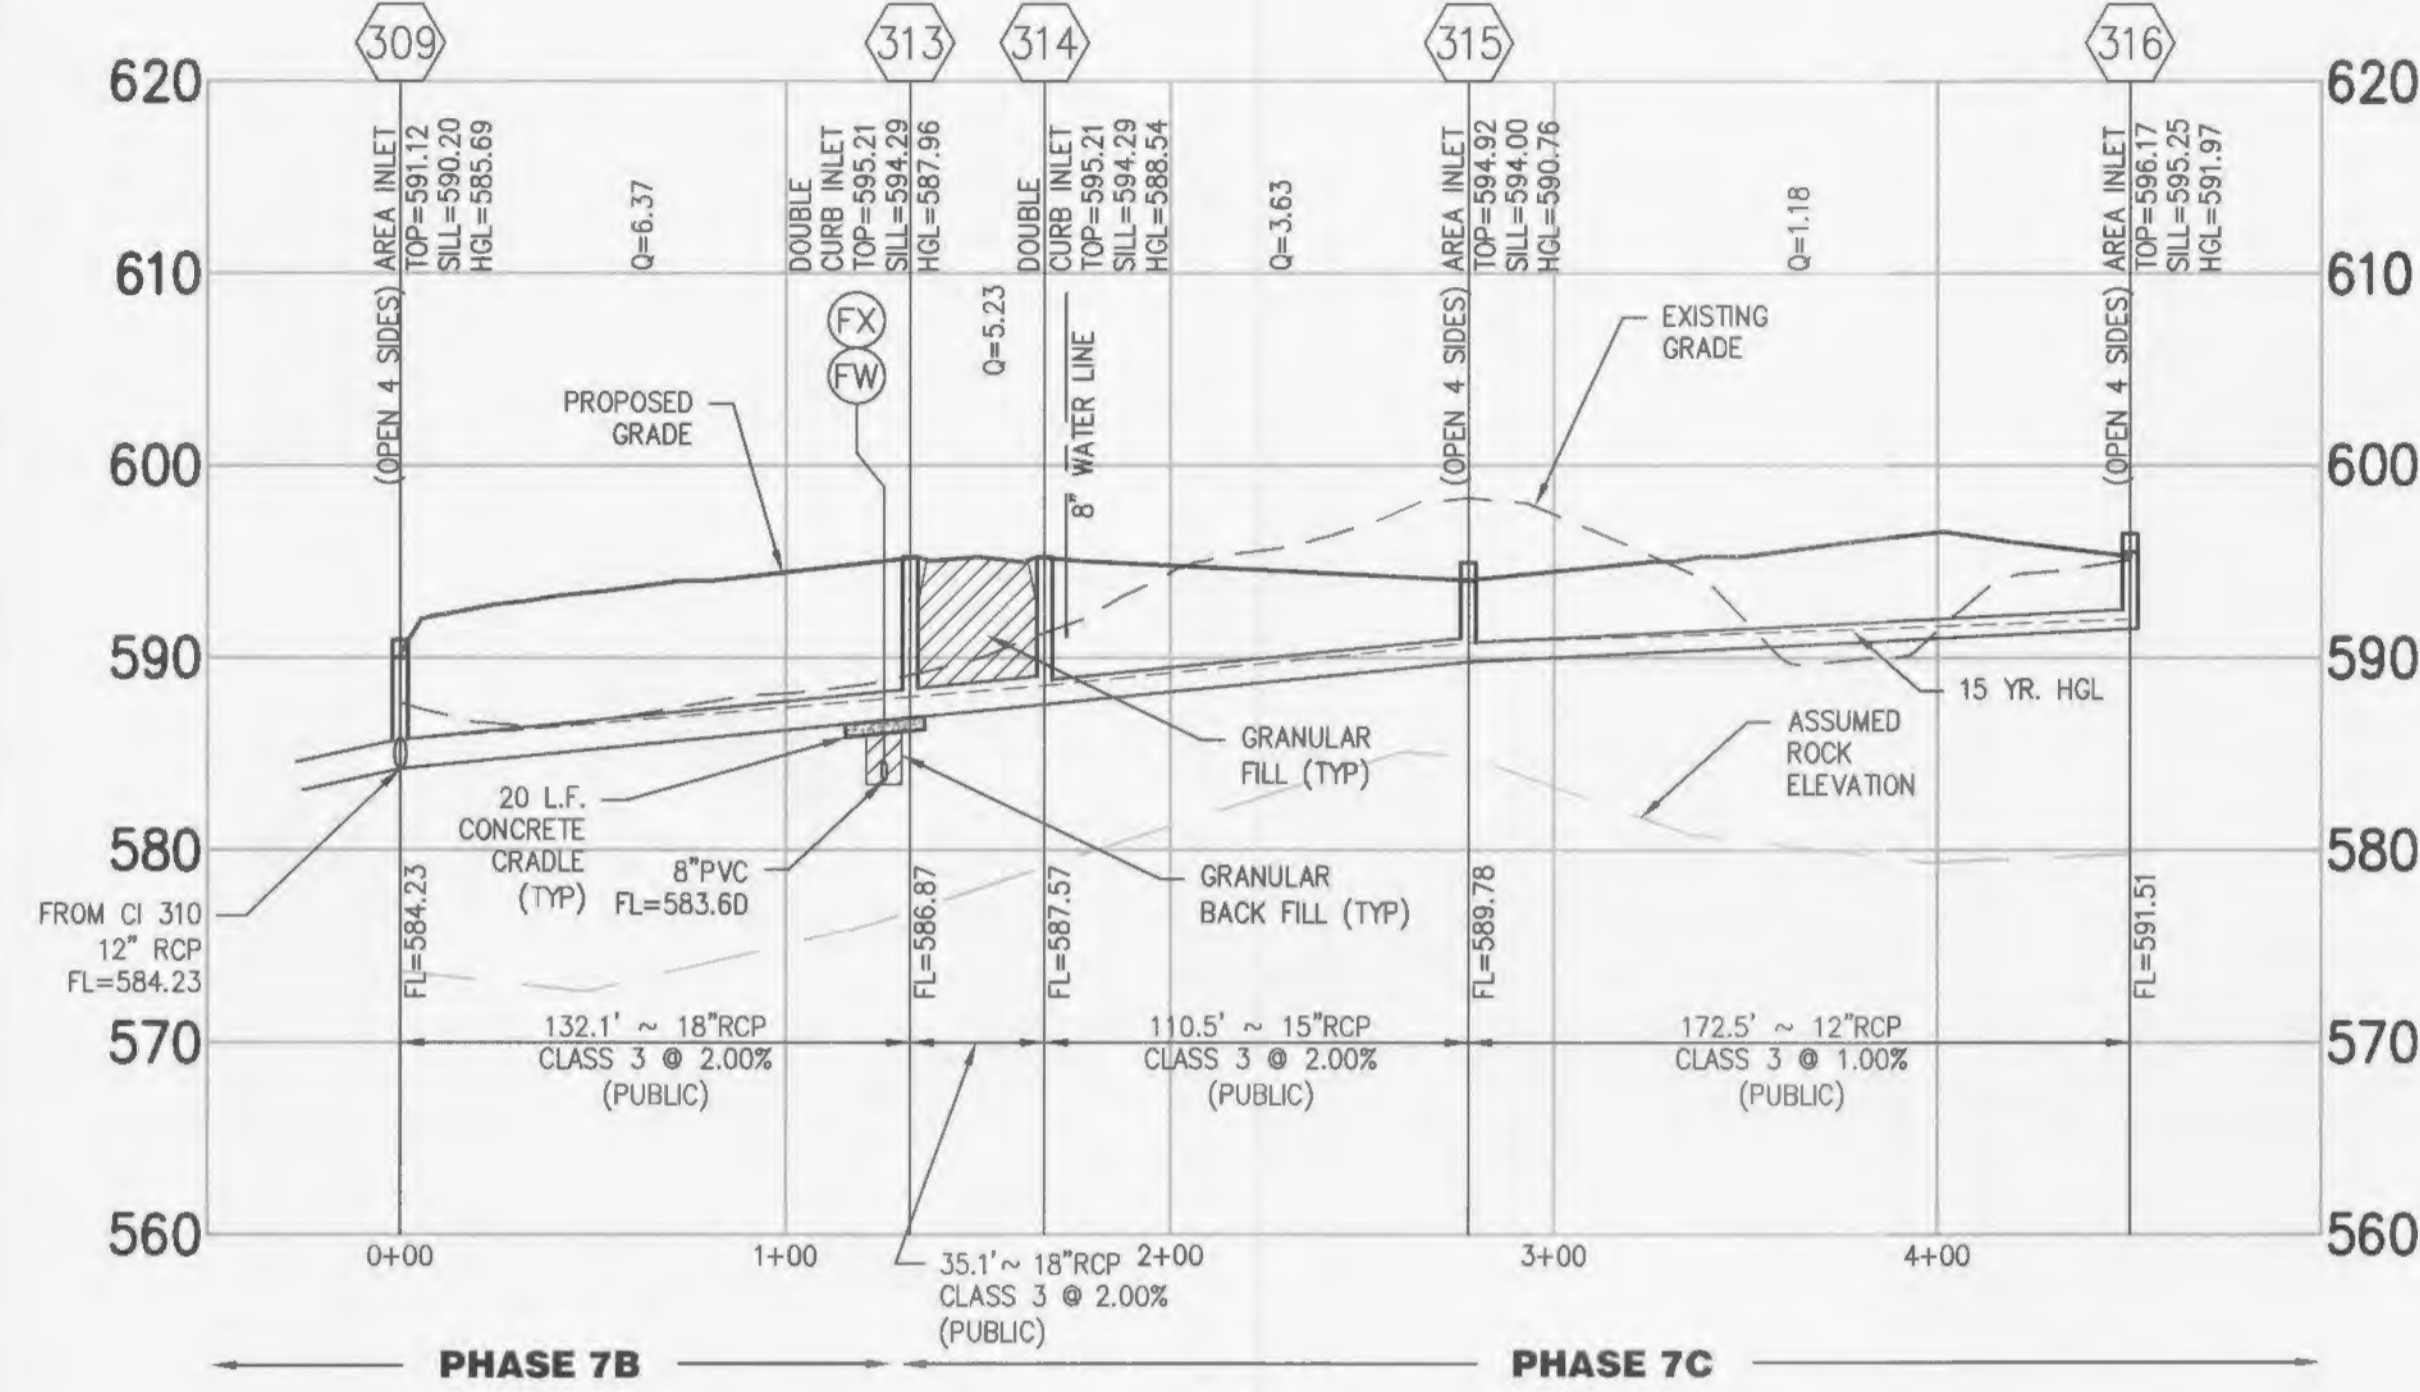 309
313
314
315
316
620
620
610
610
600
600
590
590
580
580
570
570
560
560
(OPEN 4 SIDES) AREA INLET
TOP=591.12
SILL=590.20
HGL=585.69
Q=6.37
DOUBLE
CURB INLET
TOP=595.21
SILL=594.29
HGL=587.96
Q=5.23
DOUBLE
CURB INLET
TOP=595.21
SILL=594.29
HGL=588.54
8" WATER LINE
Q=3.63
(OPEN 4 SIDES) AREA INLET
TOP=594.92
SILL=594.00
HGL=590.76
Q=1.18
(OPEN 4 SIDES) AREA INLET
TOP=596.17
SILL=595.25
HGL=591.97
FX
FW
PROPOSED
GRADE
EXISTING
GRADE
15 YR. HGL
ASSUMED
ROCK
ELEVATION
GRANULAR
FILL (TYP)
GRANULAR
BACK FILL (TYP)
20 L.F.
CONCRETE
CRADLE
(TYP)
8"PVC
FL=583.6D
FROM CI 310
12" RCP
FL=584.23
FL=584.23
FL=586.87
FL=587.57
FL=589.78
FL=591.51
132.1' ~ 18"RCP
CLASS 3 @ 2.00%
(PUBLIC)
110.5' ~ 15"RCP
CLASS 3 @ 2.00%
(PUBLIC)
172.5' ~ 12"RCP
CLASS 3 @ 1.00%
(PUBLIC)
0+00
1+00
2+00
3+00
4+00
35.1'~ 18"RCP
CLASS 3 @ 2.00%
(PUBLIC)
PHASE 7B
PHASE 7C